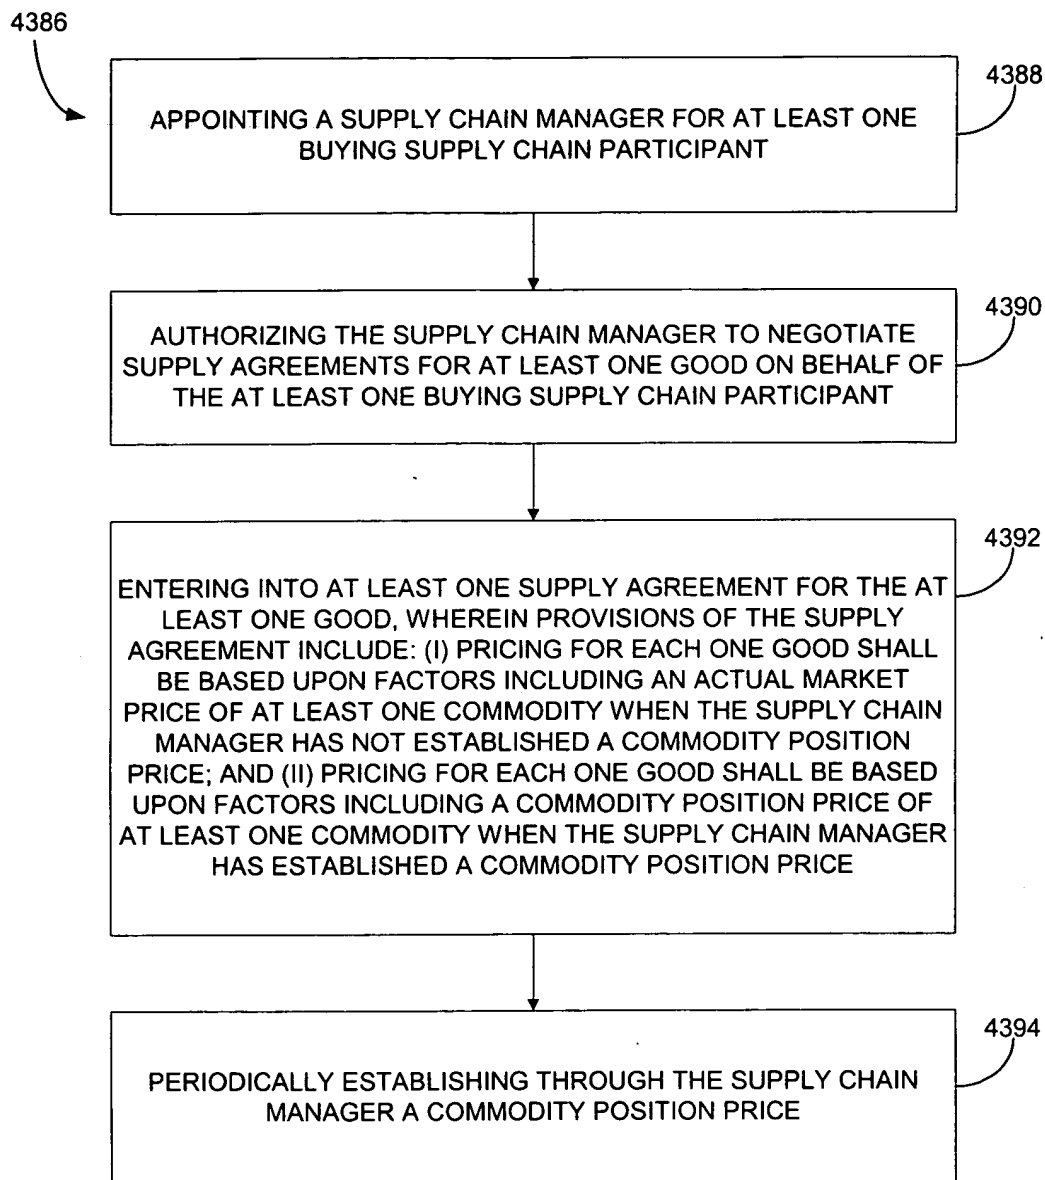 4386
4388
APPOINTING A SUPPLY CHAIN MANAGER FOR AT LEAST ONE
BUYING SUPPLY CHAIN PARTICIPANT
4390
AUTHORIZING THE SUPPLY CHAIN MANAGER TO NEGOTIATE
SUPPLY AGREEMENTS FOR AT LEAST ONE GOOD ON BEHALF OF
THE AT LEAST ONE BUYING SUPPLY CHAIN PARTICIPANT
4392
ENTERING INTO AT LEAST ONE SUPPLY AGREEMENT FOR THE AT
LEAST ONE GOOD, WHEREIN PROVISIONS OF THE SUPPLY
AGREEMENT INCLUDE: (I) PRICING FOR EACH ONE GOOD SHALL
BE BASED UPON FACTORS INCLUDING AN ACTUAL MARKET
PRICE OF AT LEAST ONE COMMODITY WHEN THE SUPPLY CHAIN
MANAGER HAS NOT ESTABLISHED A COMMODITY POSITION
PRICE; AND (II) PRICING FOR EACH ONE GOOD SHALL BE BASED
UPON FACTORS INCLUDING A COMMODITY POSITION PRICE OF
AT LEAST ONE COMMODITY WHEN THE SUPPLY CHAIN MANAGER
HAS ESTABLISHED A COMMODITY POSITION PRICE
4394
PERIODICALLY ESTABLISHING THROUGH THE SUPPLY CHAIN
MANAGER A COMMODITY POSITION PRICE